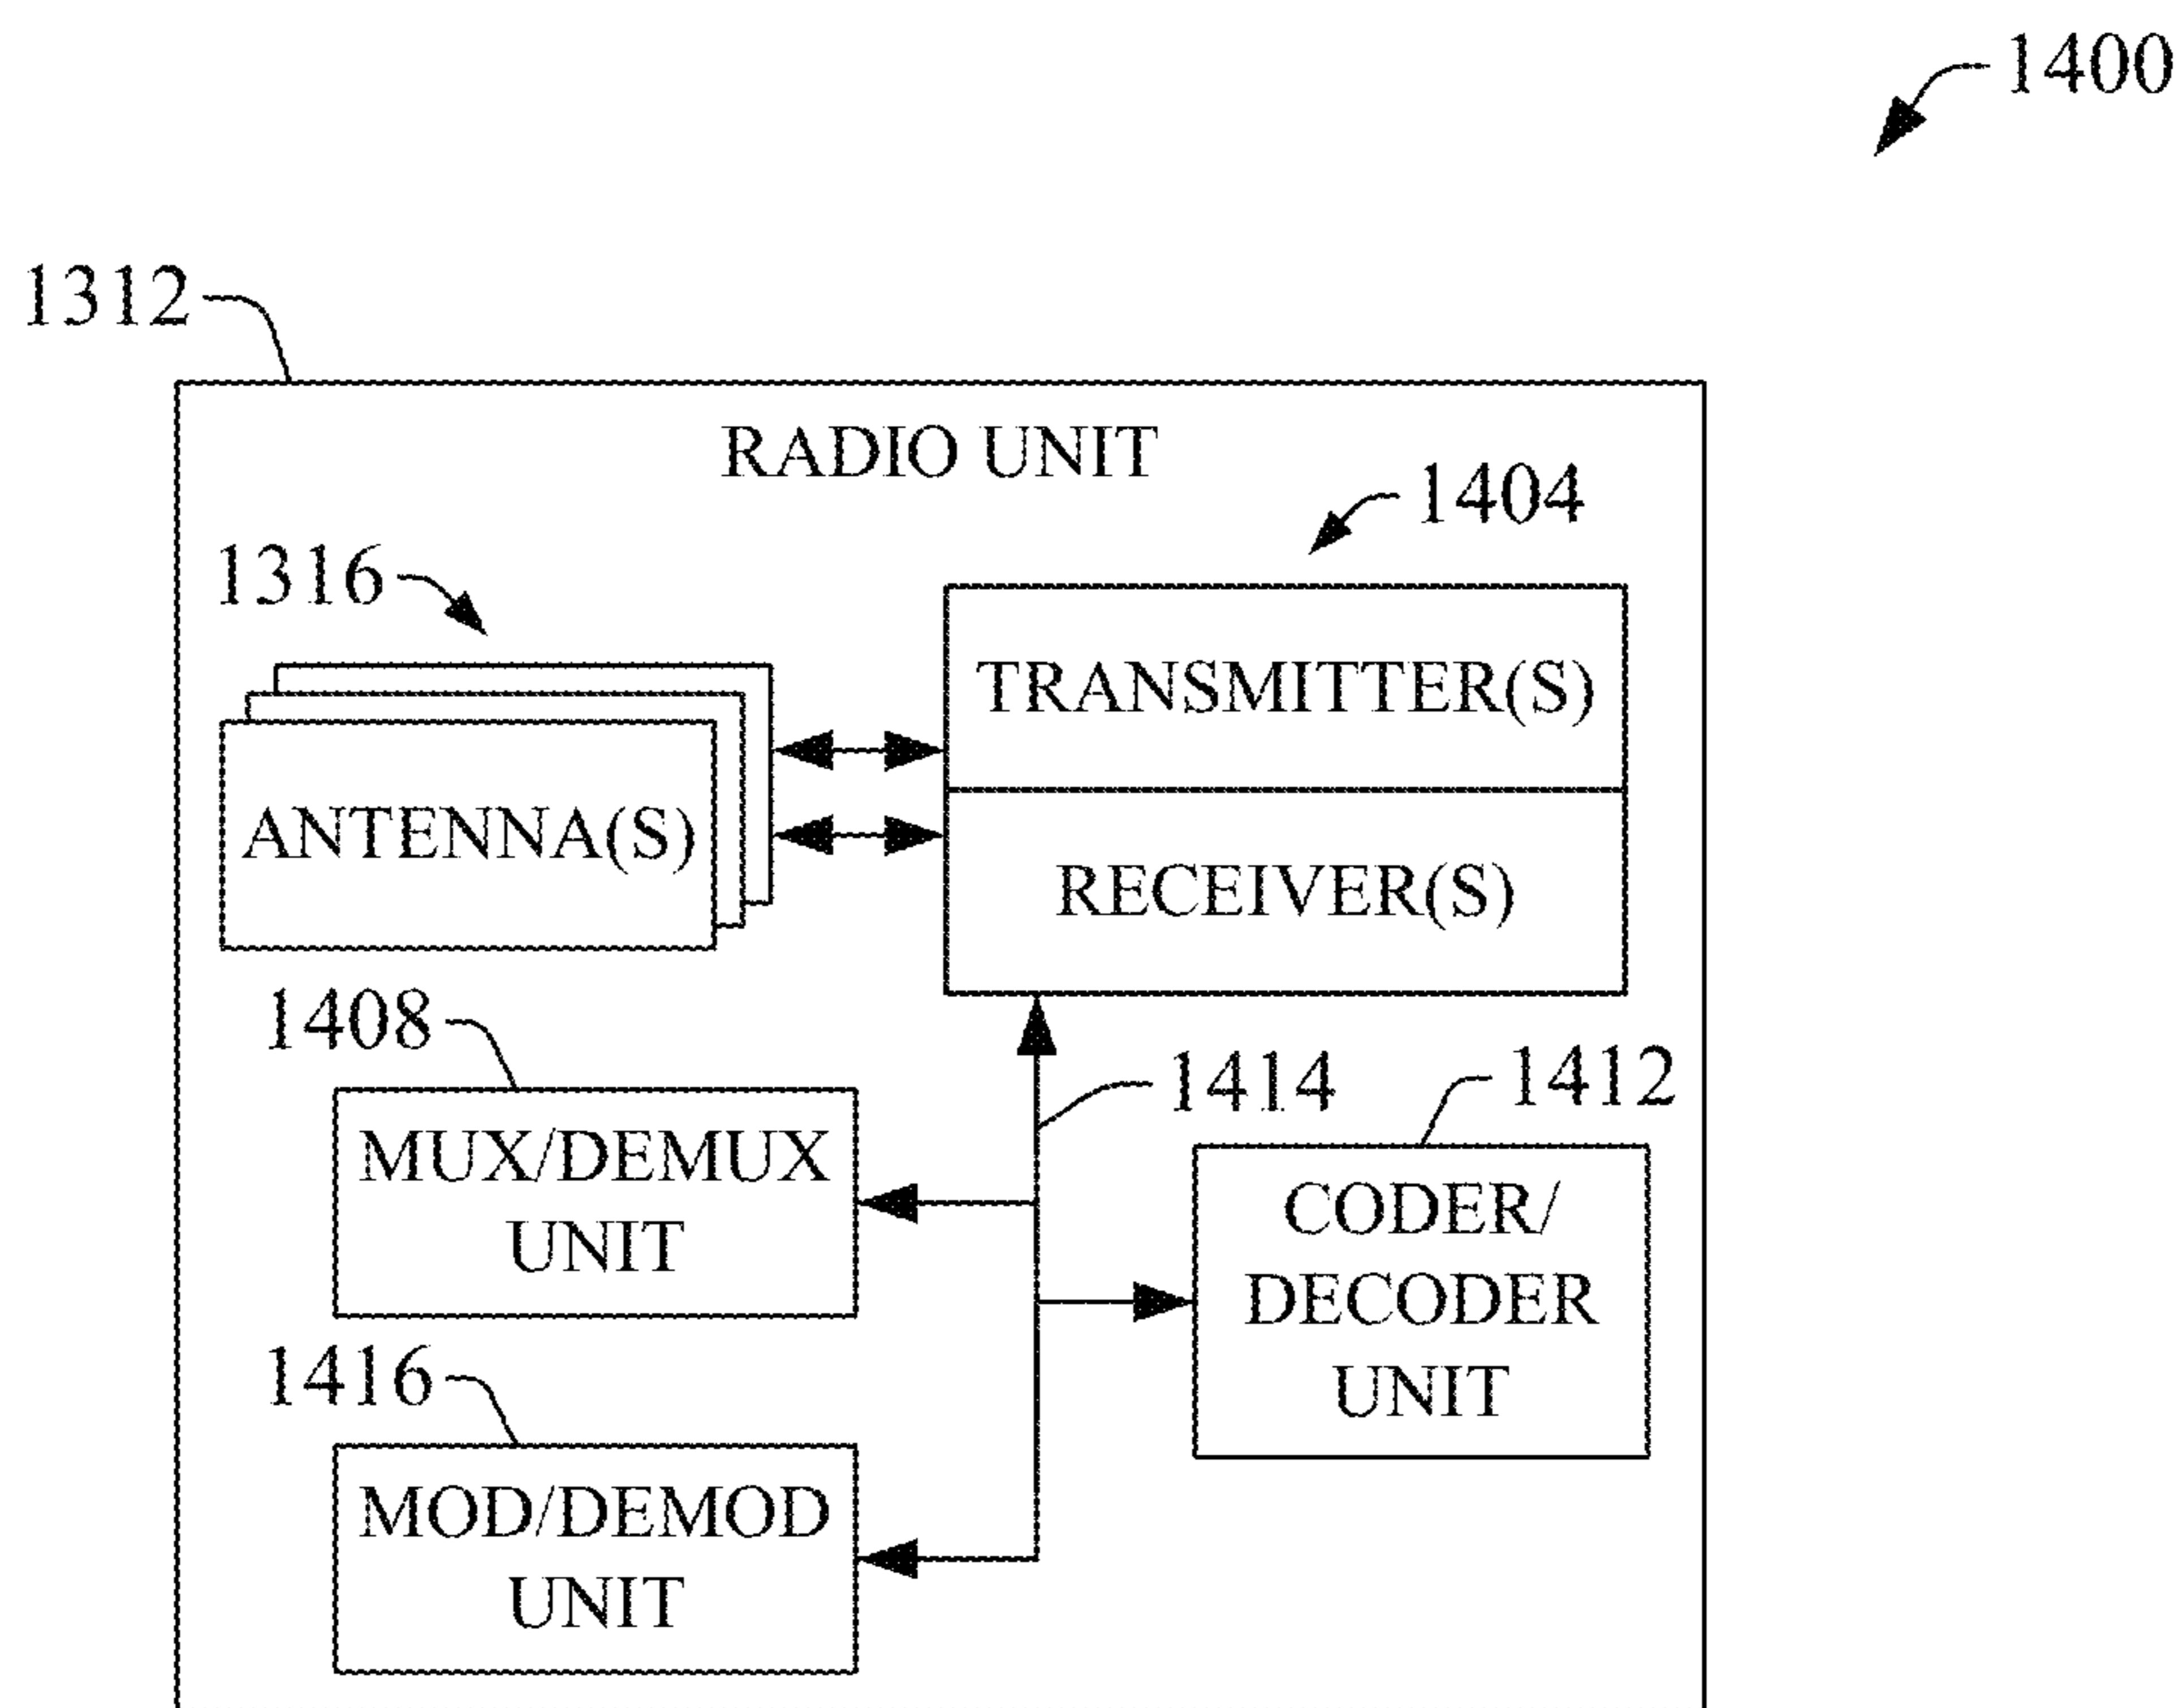 1400
1312
RADIO UNIT
1404
1316
TRANSMITTER(S)
ANTENNA(S)
RECEIVER(S)
1408
1414
1412
MUX/DEMUX
UNIT
CODER/
DECODER
UNIT
1416
MOD/DEMOD
UNIT